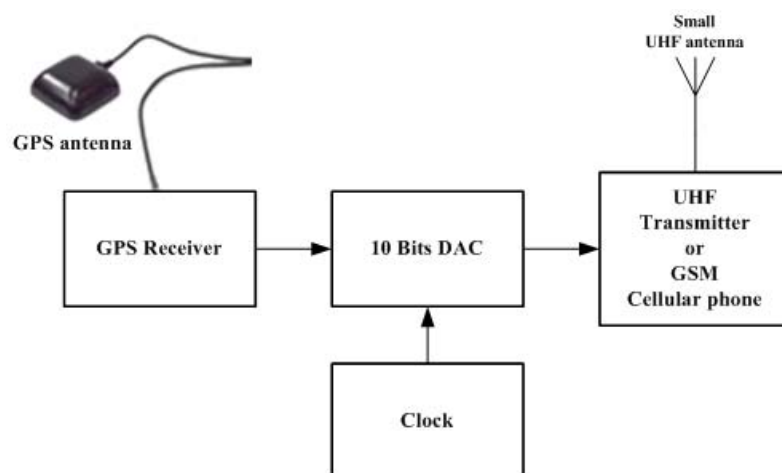 Small
UHF antenna
GPS antenna
GPS Receiver
10 Bits DAC
UHF
Transmitter
or
GSM
Cellular phone
Clock